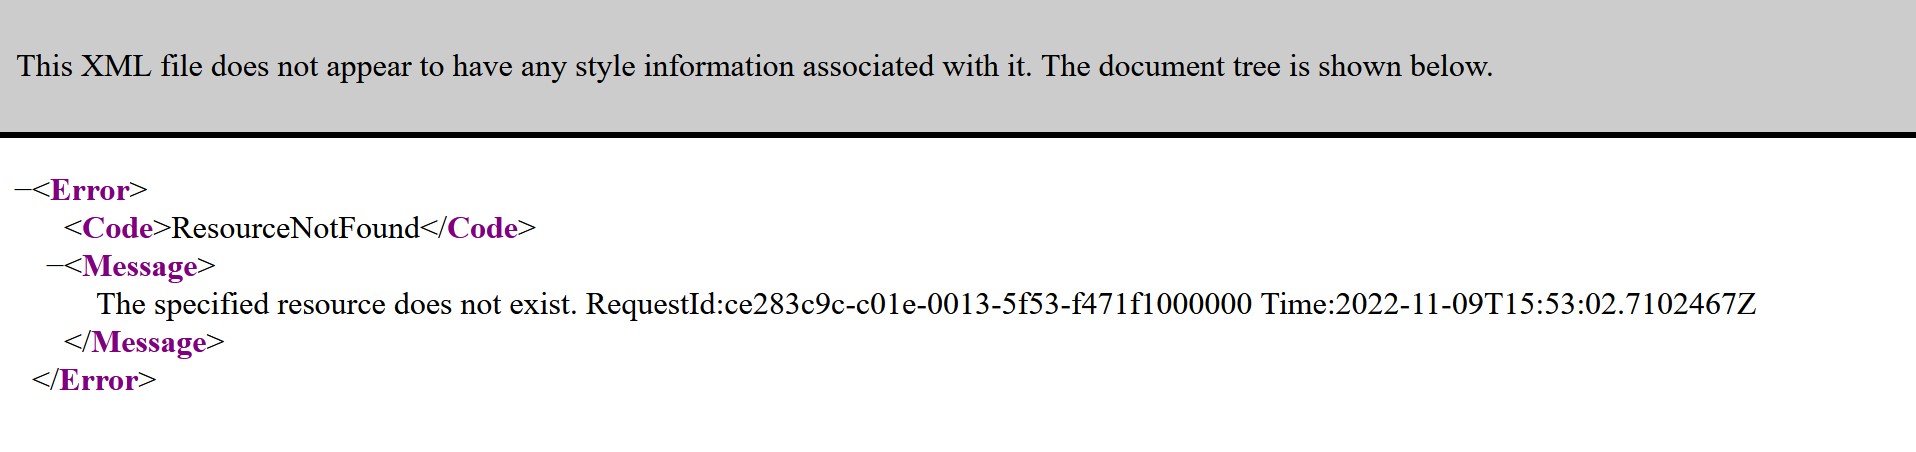 This XML file does not appear to have any style information associated with it. The document tree is shown below.
–<Error>
<Code>ResourceNotFound</Code>
–<Message>
The specified resource does not exist. RequestId:ce283c9c-c01e-0013-5f53-f471f1000000 Time:2022-11-09T15:53:02.7102467Z
</Message>
</Error>